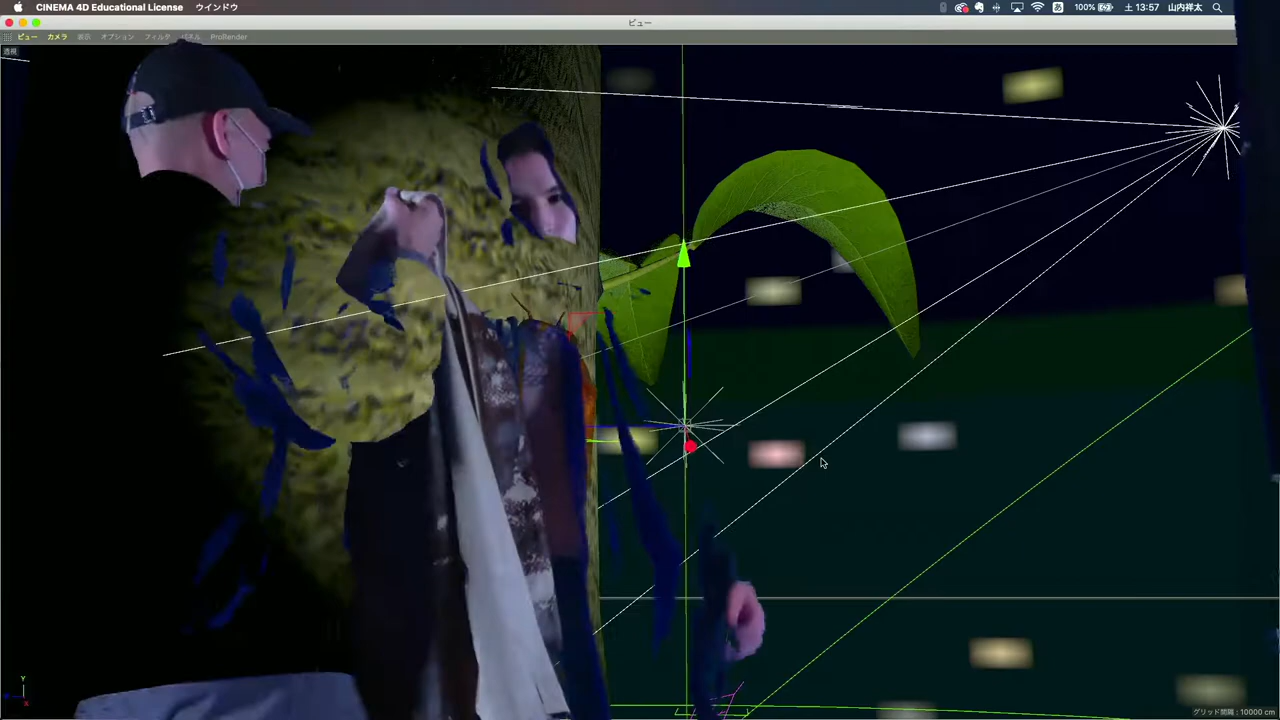 CINEMA 4D Educational License ウインドウ 100% あ 土 13:57 山内祥太
ビュー
ビュー カメラ 表示 オプション フィルタ パネル ProRender
透視
Y
グリッド間隔 : 10000 cm